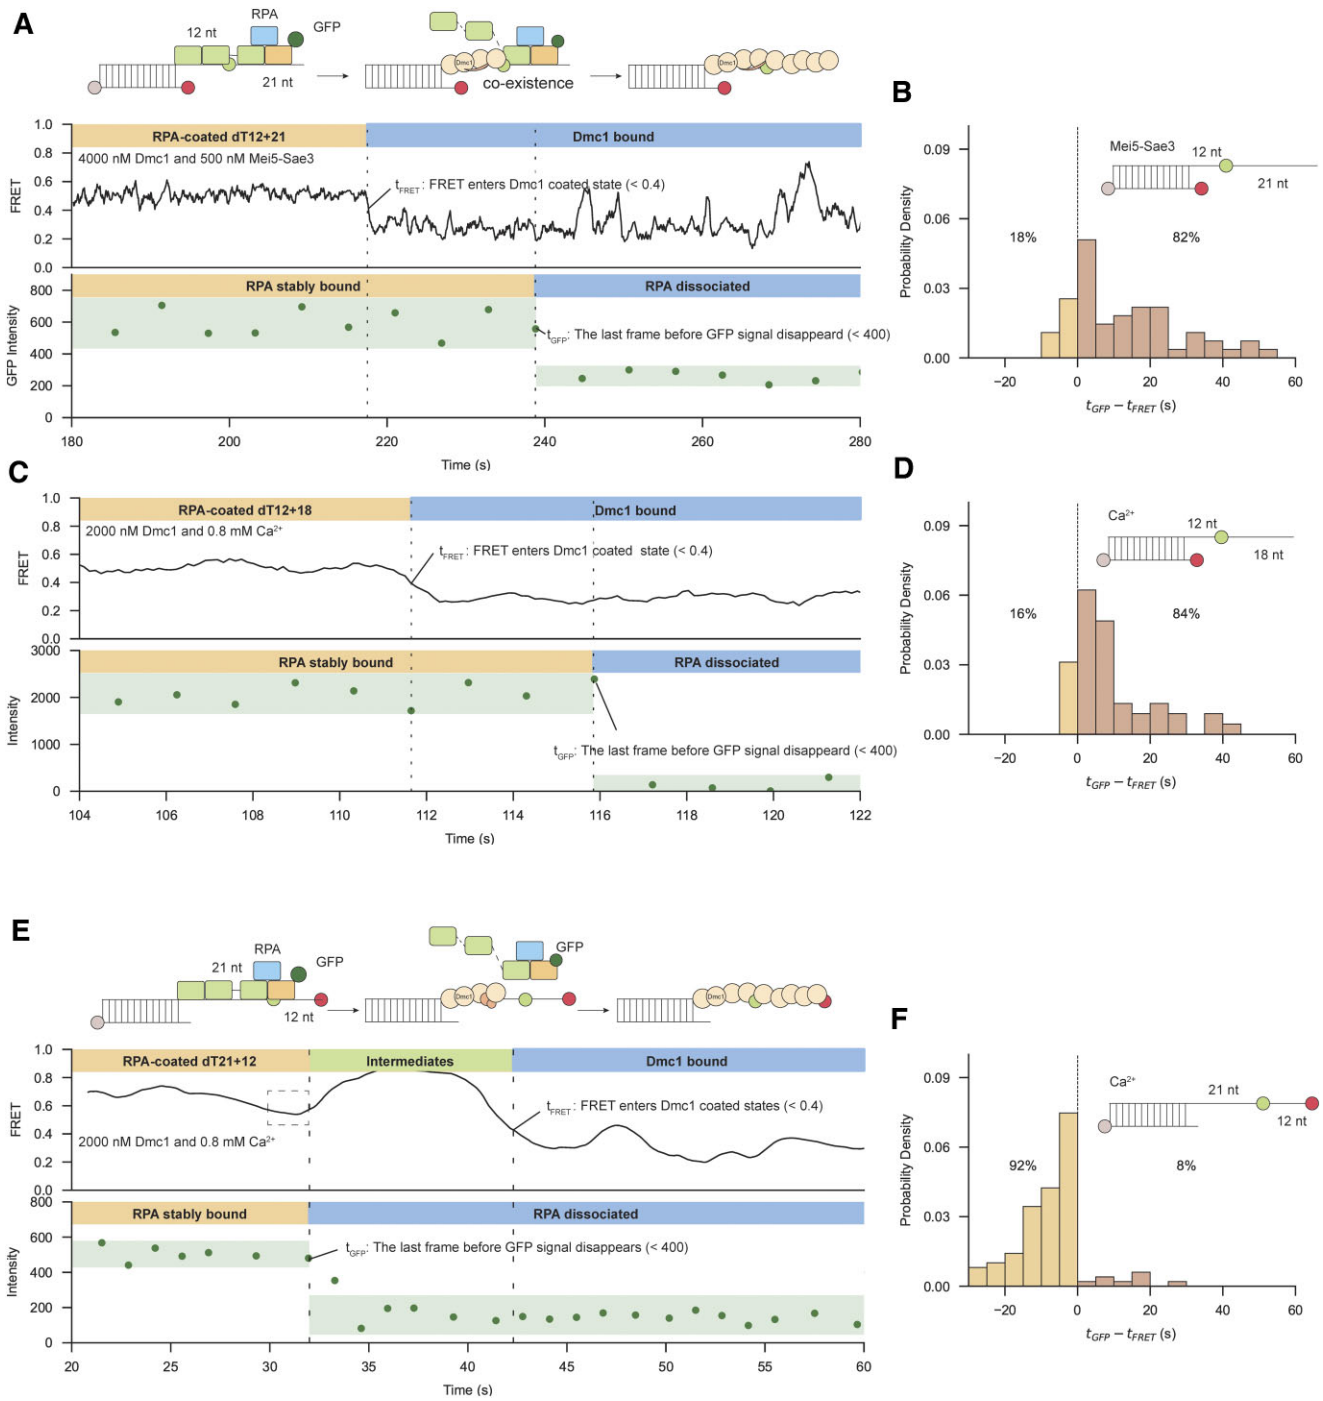 A
RPA
GFP
12 nt
21 nt
Dmc1
co-existence
Dmc1
RPA-coated dT12+21
Dmc1 bound
4000 nM Dmc1 and 500 nM Mei5-Sae3
tFRET: FRET enters Dmc1 coated state (< 0.4)
FRET
1.0
0.8
0.6
0.4
0.2
0.0
RPA stably bound
RPA dissociated
tGFP: The last frame before GFP signal disappeard (< 400)
GFP Intensity
800
600
400
200
0
180 200 220 240 260 280
Time (s)
B
Mei5-Sae3
12 nt
21 nt
18%
82%
Probability Density
0.09
0.06
0.03
0.00
−20 0 20 40 60
tGFP − tFRET (s)
C
RPA-coated dT12+18
Dmc1 bound
2000 nM Dmc1 and 0.8 mM Ca2+
tFRET: FRET enters Dmc1 coated state (< 0.4)
FRET
1.0
0.8
0.6
0.4
0.2
0.0
RPA stably bound
RPA dissociated
tGFP: The last frame before GFP signal disappeard (< 400)
Intensity
3000
2000
1000
0
104 106 108 110 112 114 116 118 120 122
Time (s)
D
Ca2+
12 nt
18 nt
16%
84%
Probability Density
0.09
0.06
0.03
0.00
−20 0 20 40 60
tGFP − tFRET (s)
E
RPA
GFP
21 nt
12 nt
GFP
Dmc1
Dmc1
RPA-coated dT21+12
Intermediates
Dmc1 bound
tFRET: FRET enters Dmc1 coated states (< 0.4)
2000 nM Dmc1 and 0.8 mM Ca2+
FRET
1.0
0.8
0.6
0.4
0.2
0.0
RPA stably bound
RPA dissociated
tGFP: The last frame before GFP signal disappears (< 400)
Intensity
800
600
400
200
0
20 25 30 35 40 45 50 55 60
Time (s)
F
Ca2+
21 nt
12 nt
92%
8%
Probability Density
0.09
0.06
0.03
0.00
−20 0 20 40 60
tGFP − tFRET (s)